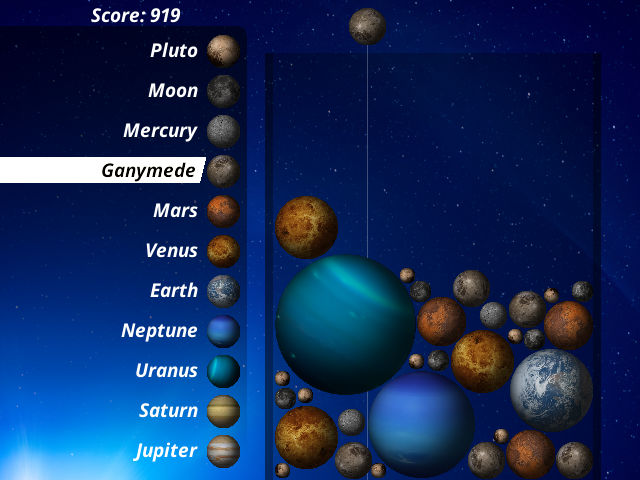 Score: 919
Pluto
Moon
Mercury
Ganymede
Mars
Venus
Earth
Neptune
Uranus
Saturn
Jupiter